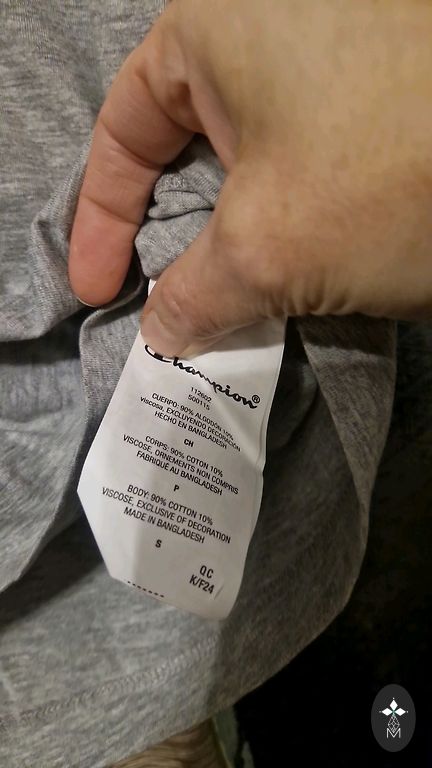 Champion®
112602
500115
CUERPO: 90% ALGODÓN 10%
viscosa, EXCLUYENDO DECORACIÓN
HECHO EN BANGLADESH
CH
CORPS: 90% COTON 10%
VISCOSE, ORNEMENTS NON COMPRIS
FABRIQUÉ AU BANGLADESH
P
BODY: 90% COTTON 10%
VISCOSE, EXCLUSIVE OF DECORATION
MADE IN BANGLADESH
S
QC
K/F24
M